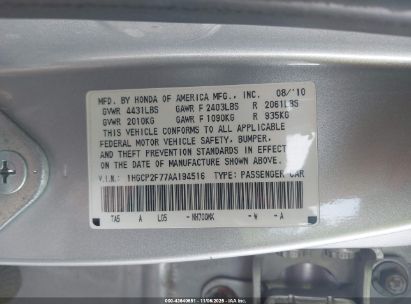 MFD. BY HONDA OF AMERICA MFG., INC. 08/10
GVWR 4431LBS GAWR F 2403LBS R 2061LBS
GVWR 2010KG GAWR F 1090KG R 935KG
THIS VEHICLE CONFORMS TO ALL APPLICABLE
FEDERAL MOTOR VEHICLE SAFETY, BUMPER,
AND THEFT PREVENTION STANDARDS IN EFFECT
ON THE DATE OF MANUFACTURE SHOWN ABOVE.
V.I.N.: 1HGCP2F77AA194516 TYPE: PASSENGER CAR
TA5 A L05 -NH700MX -W -A